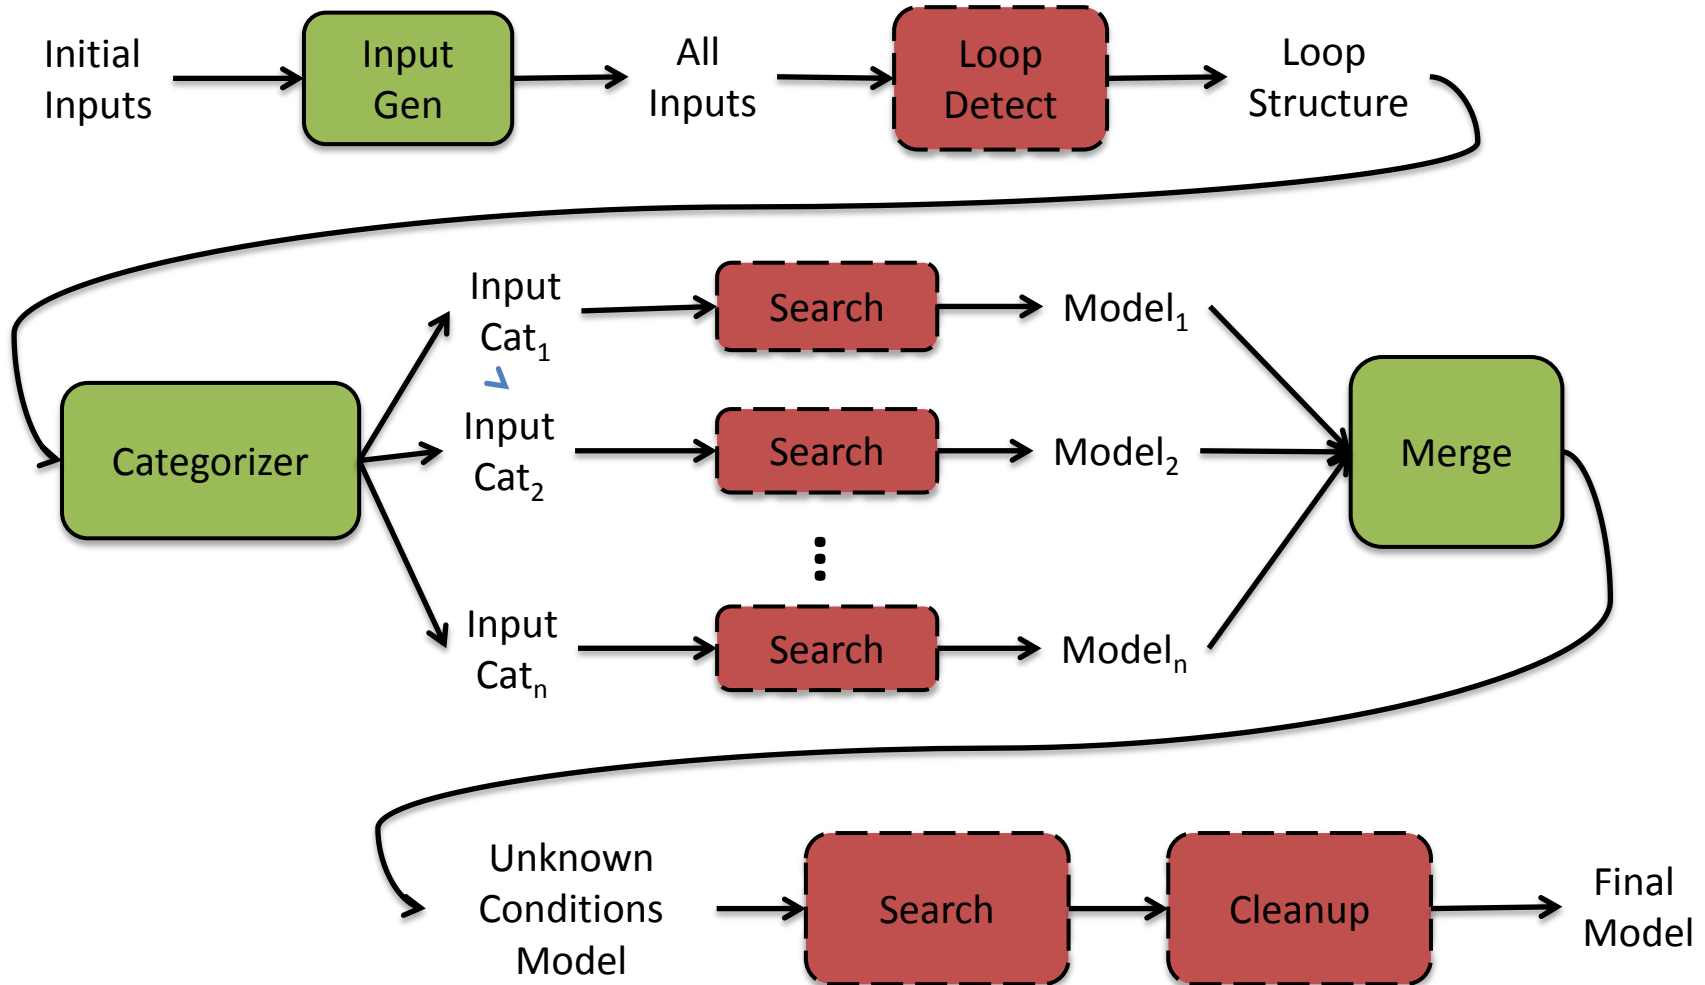 Initial
Inputs
Input
Gen
All
Inputs
Loop
Detect
Loop
Structure
Categorizer
Input
Cat₁
Search
Model₁
Input
Cat₂
Search
Model₂
Input
Catₙ
Search
Modelₙ
Merge
Unknown
Conditions
Model
Search
Cleanup
Final
Model